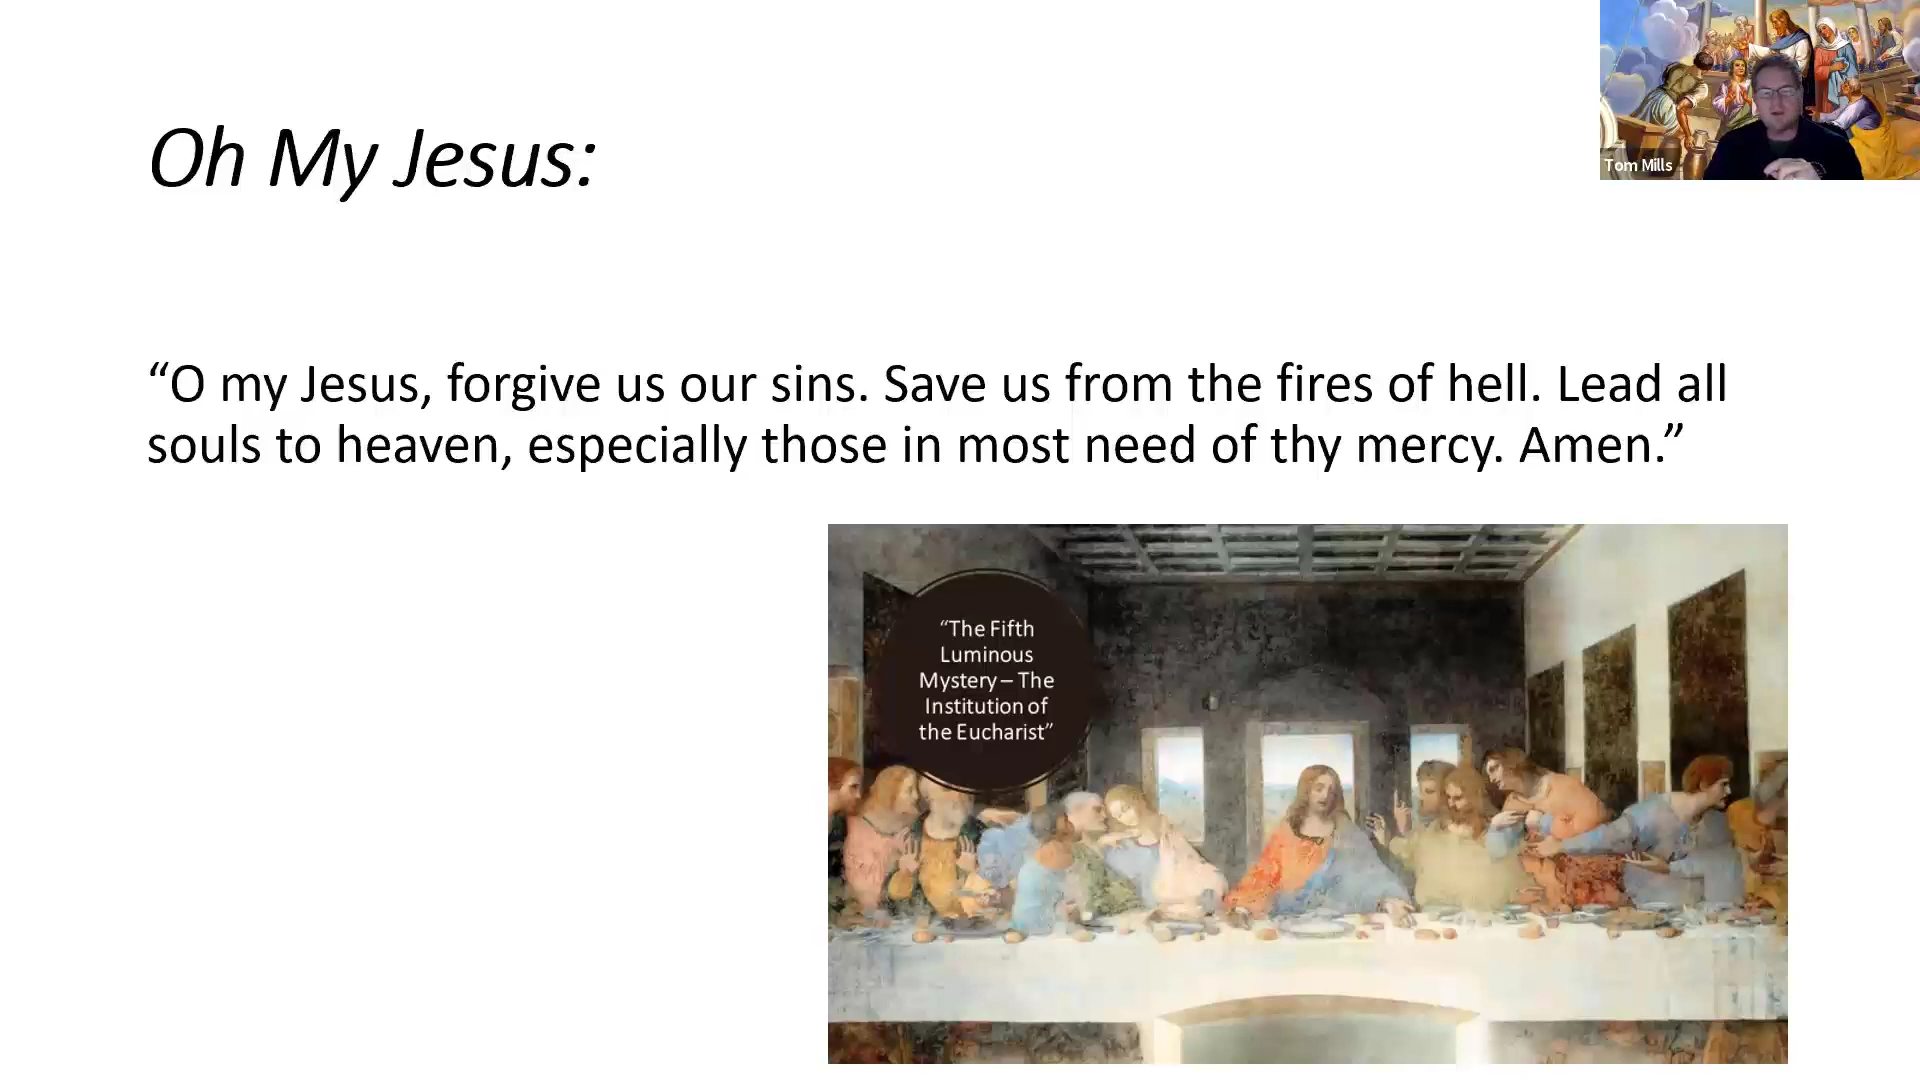 Oh My Jesus:
Tom Mills
“O my Jesus, forgive us our sins. Save us from the fires of hell. Lead all
souls to heaven, especially those in most need of thy mercy. Amen.”
“The Fifth
Luminous
Mystery – The
Institution of
the Eucharist”